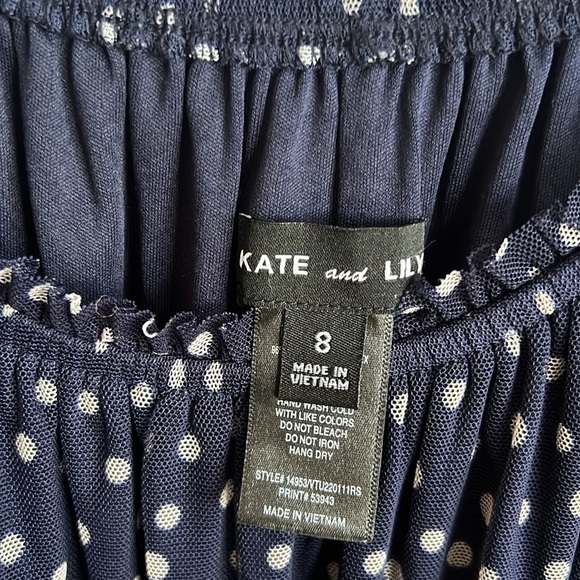 KATE and LILY
8
MADE IN
VIETNAM
HAND WASH COLD
WITH LIKE COLORS
DO NOT BLEACH
DO NOT IRON
HANG DRY
STYLE# 14953/VTU220111RS
PRINT# 53943
MADE IN VIETNAM